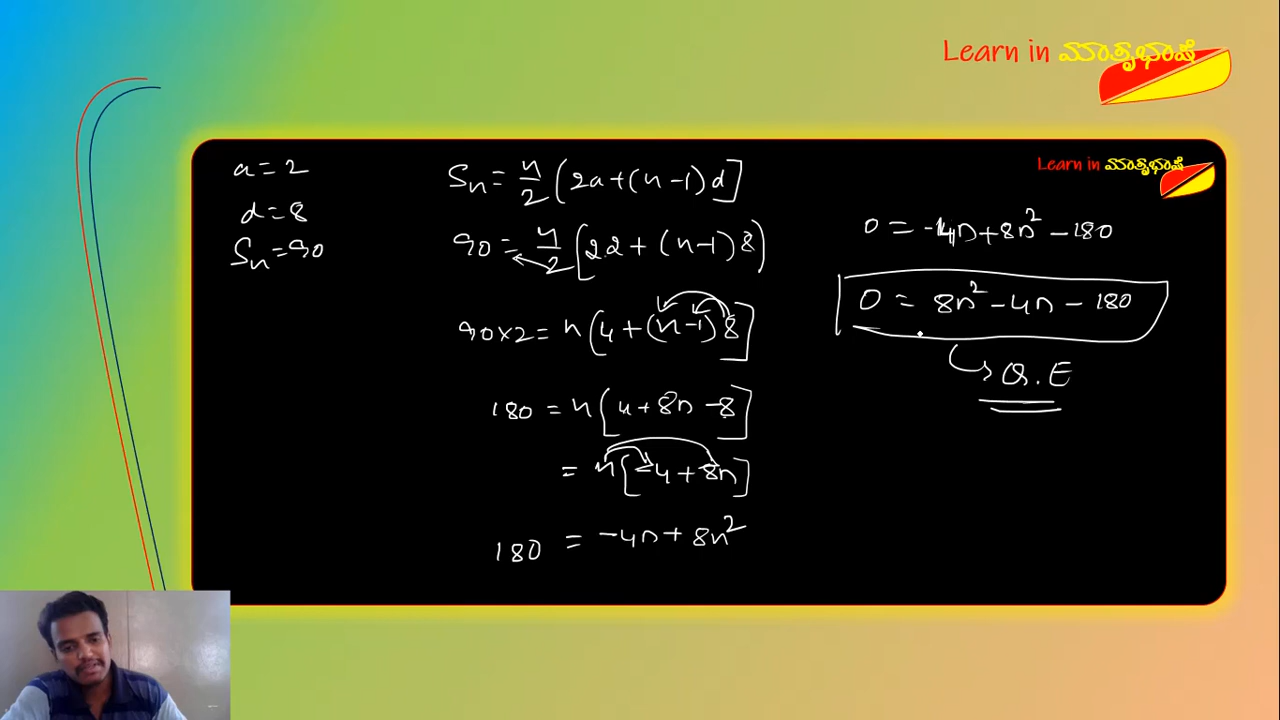 Learn in ಮಾತೃಭಾಷೆ
Learn in ಮಾತೃಭಾಷೆ
a = 2
d = 8
Sn = 90
Sn = n/2 [2a + (n - 1) d]
90 = n/2 [2.2 + (n - 1) 8]
90 × 2 = n [4 + (n - 1) 8]
180 = n [4 + 8n - 8]
= n [-4 + 8n]
180 = -4n + 8n²
0 = -4n + 8n² - 180
0 = 8n² - 4n - 180
Q.E